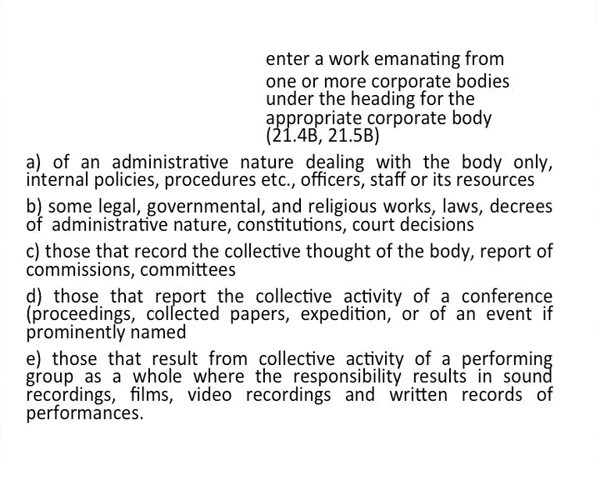 enter a work emanating from
one or more corporate bodies
under the heading for the
appropriate corporate body
(21.4B, 21.5B)
a) of an administrative nature dealing with the body only,
internal policies, procedures etc., officers, staff or its resources
b) some legal, governmental, and religious works, laws, decrees
of administrative nature, constitutions, court decisions
c) those that record the collective thought of the body, report of
commissions, committees
d) those that report the collective activity of a conference
(proceedings, collected papers, expedition, or of an event if
prominently named
e) those that result from collective activity of a performing
group as a whole where the responsibility results in sound
recordings, films, video recordings and written records of
performances.